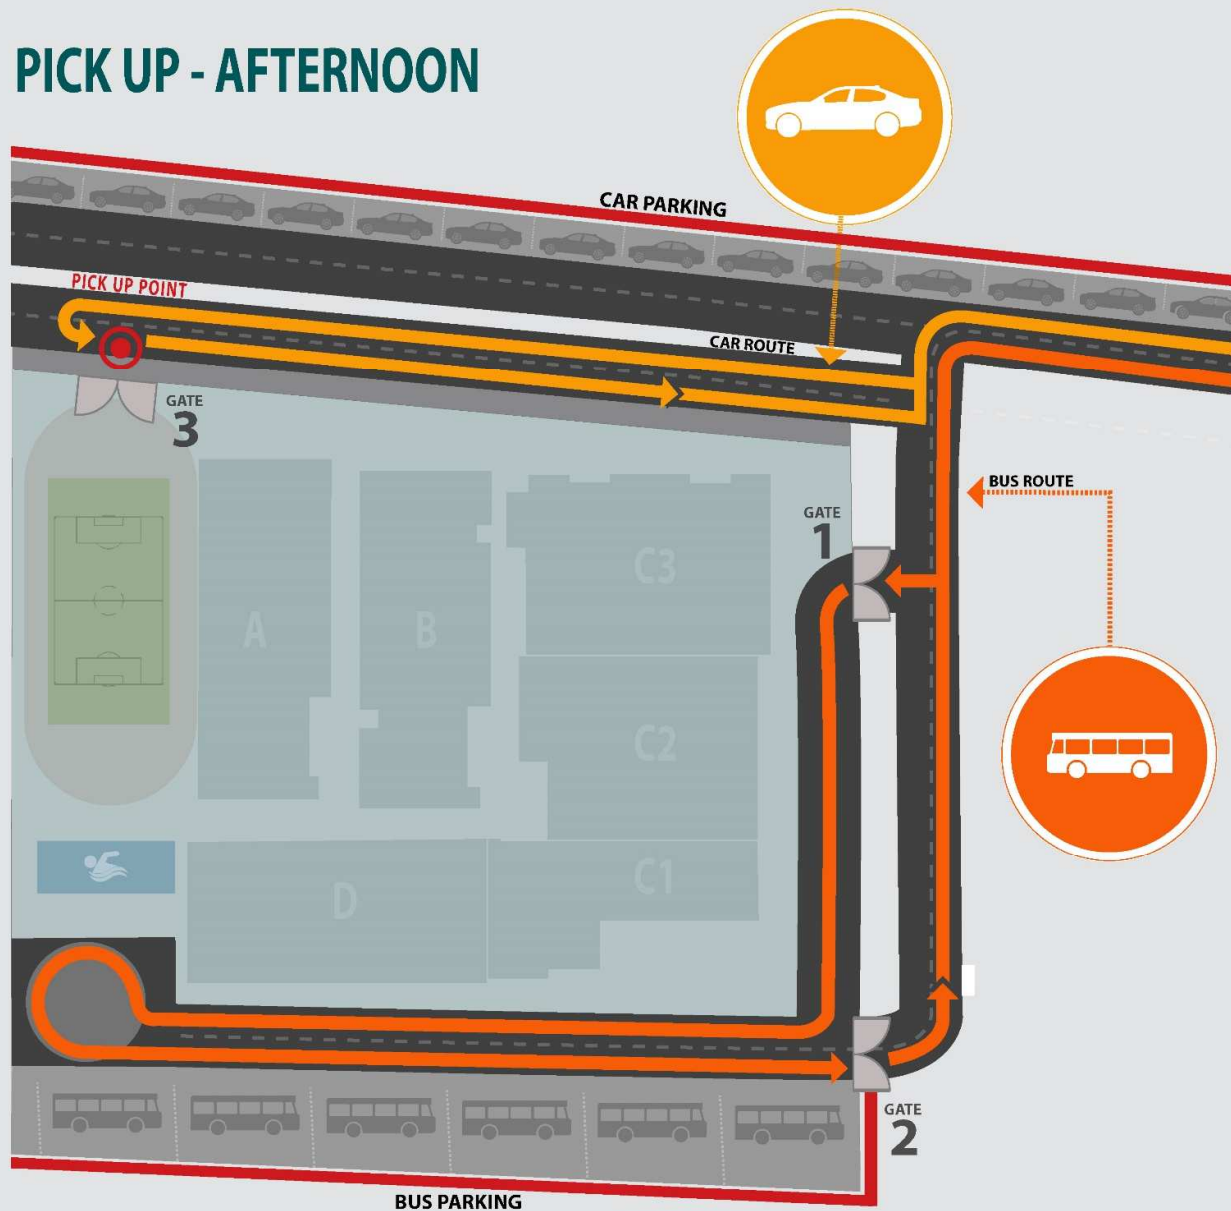 PICK UP - AFTERNOON
CAR PARKING
PICK UP POINT
CAR ROUTE
GATE
3
BUS ROUTE
GATE
1
C3
A
B
C2
C1
D
GATE
2
BUS PARKING